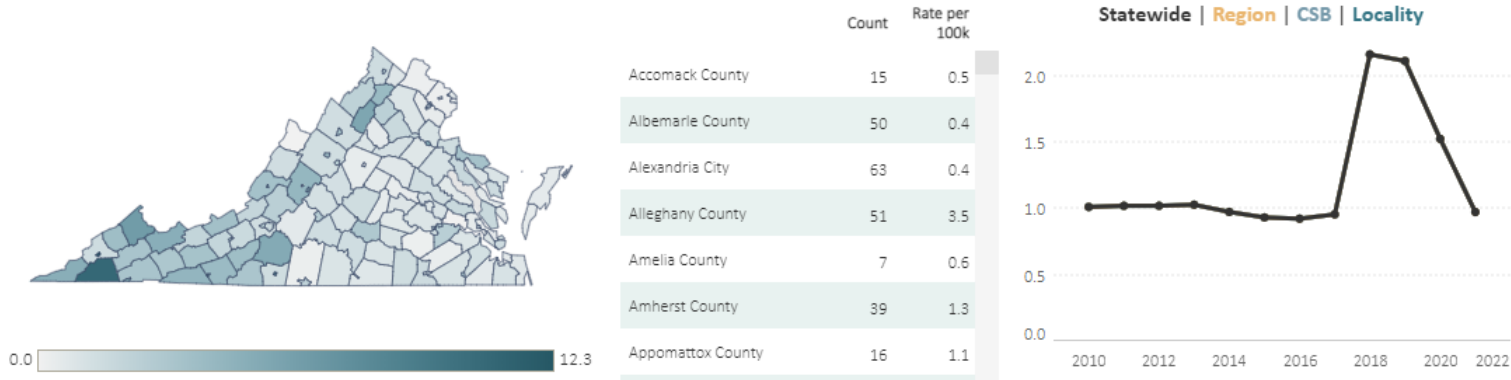 0.0 12.3
Count Rate per 100k
Accomack County 15 0.5
Albemarle County 50 0.4
Alexandria City 63 0.4
Alleghany County 51 3.5
Amelia County 7 0.6
Amherst County 39 1.3
Appomattox County 16 1.1
Statewide | Region | CSB | Locality
2.0
1.5
1.0
0.5
0.0
2010 2012 2014 2016 2018 2020 2022